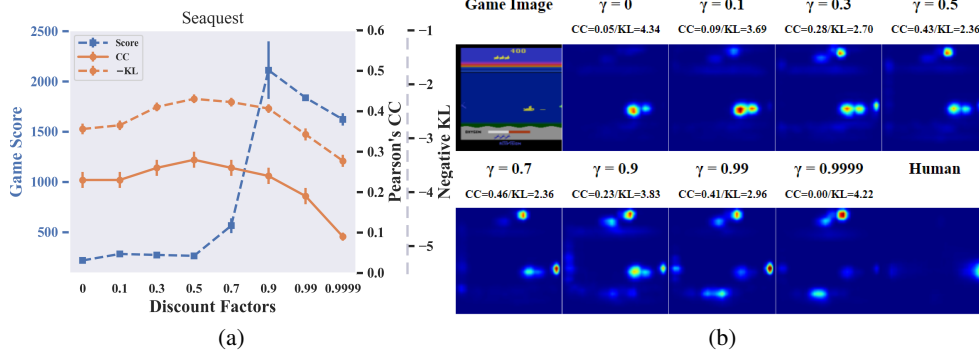 Seaquest
2500
2000
1500
1000
500
Game Score
Score
CC
−KL
0.6
0.5
0.4
0.3
0.2
0.1
0.0
Pearson's CC
−1
−2
−3
−4
−5
Negative KL
0 0.1 0.3 0.5 0.7 0.9 0.99 0.9999
Discount Factors
(a)
Game Image γ = 0 γ = 0.1 γ = 0.3 γ = 0.5
CC=0.05/KL=4.34 CC=0.09/KL=3.69 CC=0.28/KL=2.70 CC=0.43/KL=2.36
400
γ = 0.7 γ = 0.9 γ = 0.99 γ = 0.9999 Human
CC=0.46/KL=2.36 CC=0.23/KL=3.83 CC=0.41/KL=2.96 CC=0.00/KL=4.22
(b)